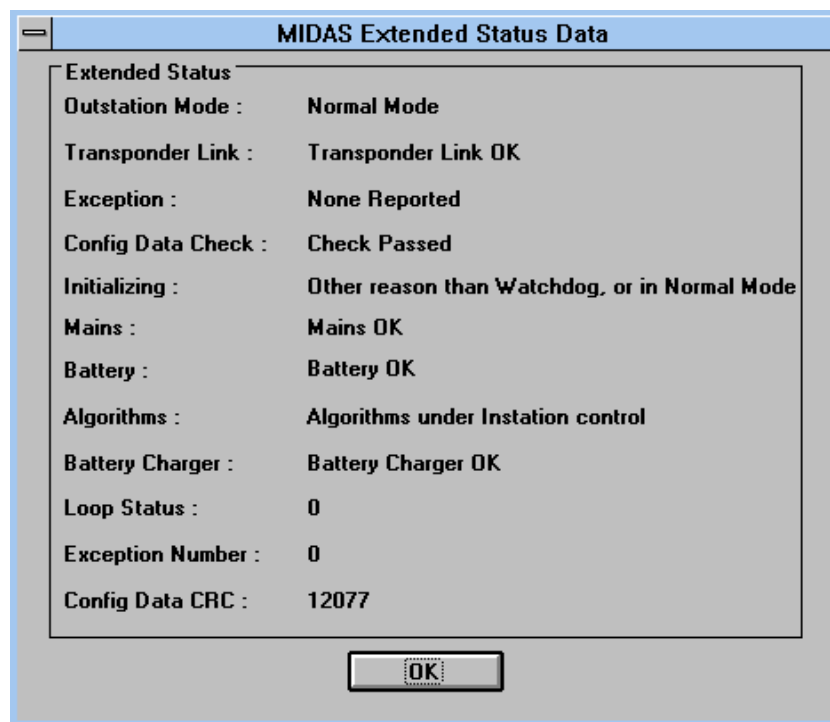 MIDAS Extended Status Data
Extended Status
Outstation Mode : Normal Mode
Transponder Link : Transponder Link OK
Exception : None Reported
Config Data Check : Check Passed
Initializing : Other reason than Watchdog, or in Normal Mode
Mains : Mains OK
Battery : Battery OK
Algorithms : Algorithms under Instation control
Battery Charger : Battery Charger OK
Loop Status : 0
Exception Number : 0
Config Data CRC : 12077
OK